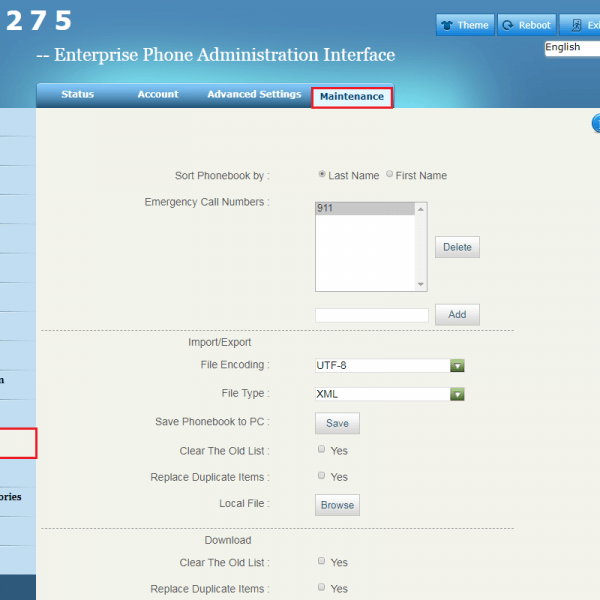 275
Theme Reboot
-- Enterprise Phone Administration Interface
English
Status Account Advanced Settings Maintenance
Sort Phonebook by : Last Name First Name
Emergency Call Numbers : 911
Delete
Add
Import/Export
File Encoding : UTF-8
File Type : XML
Save Phonebook to PC : Save
Clear The Old List : Yes
Replace Duplicate Items : Yes
Local File : Browse
Download
Clear The Old List : Yes
Replace Duplicate Items : Yes